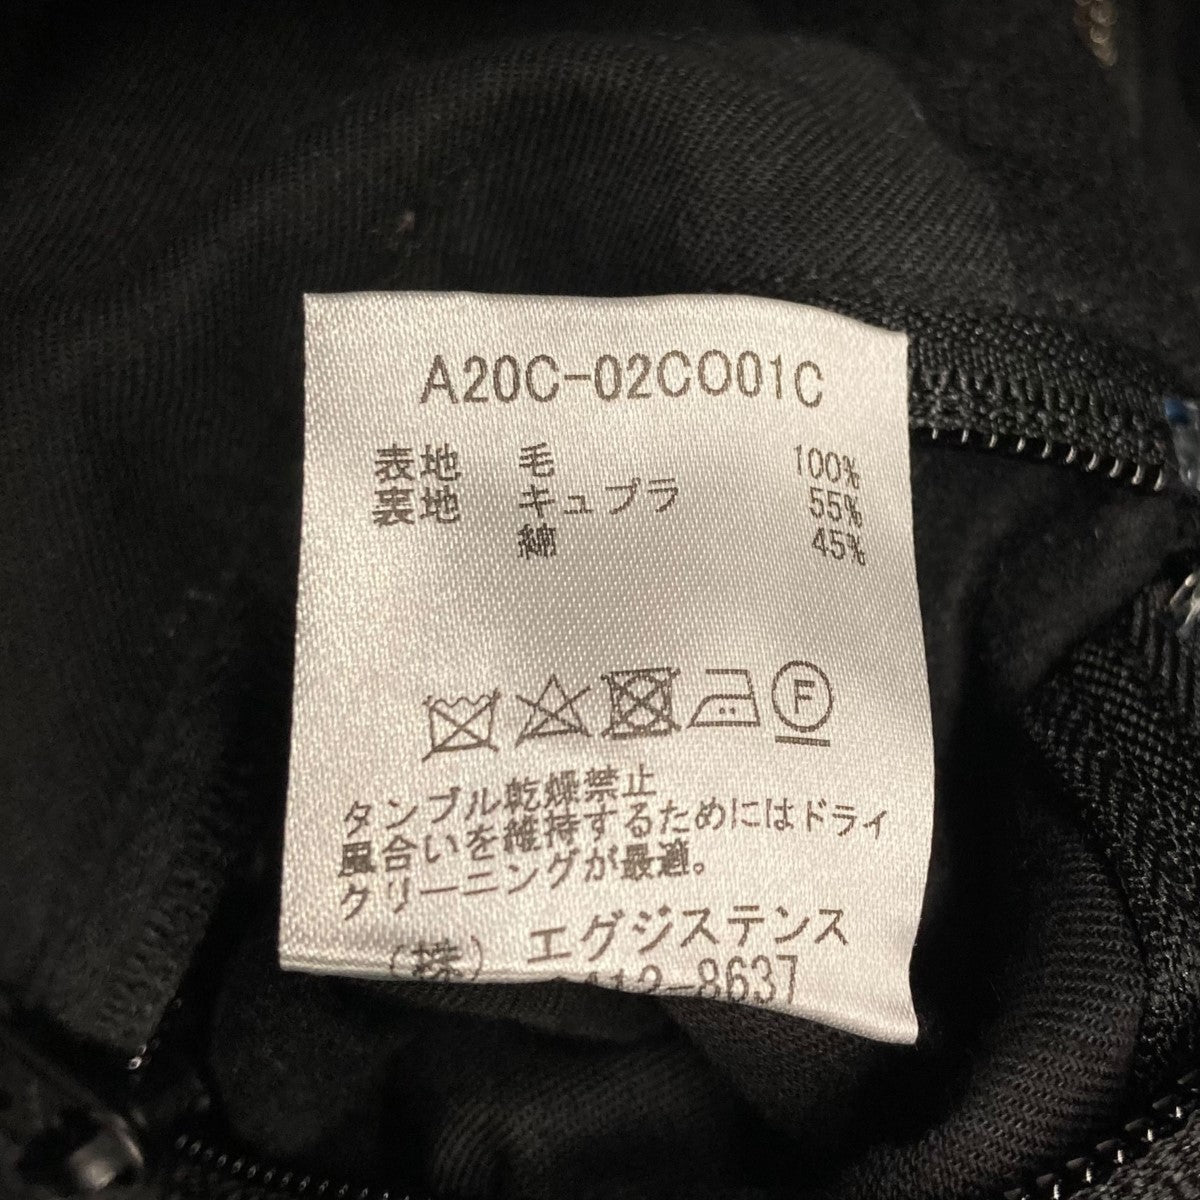 A20C-02CO01C
表地 毛 100%
裏地 キュプラ 55%
綿 45%
F
タンブル乾燥禁止
風合いを維持するためにはドライ
クリーニングが最適。
(株) エグジステンス
412-8637